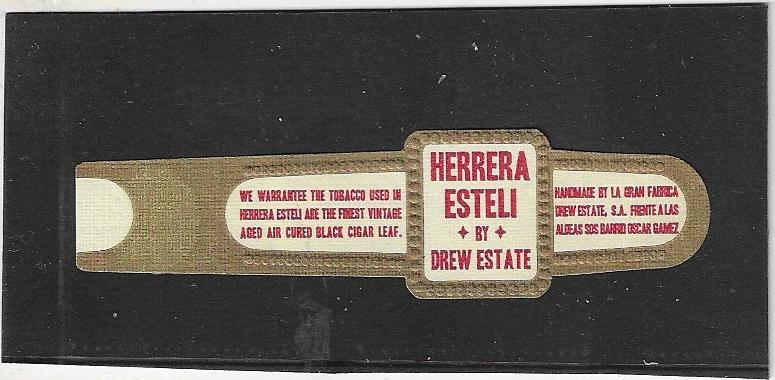 WE WARRANTEE THE TOBACCO USED IN
HERRERA ESTELI ARE THE FINEST VINTAGE
AGED AIR CURED BLACK CIGAR LEAF.
HERRERA
ESTELI
✦ BY ✦
DREW ESTATE
HANDMADE BY LA GRAN FABRICA
DREW ESTATE, S.A. FRENTE A LAS
ALDEAS SOS BARRIO OSCAR GAMEZ